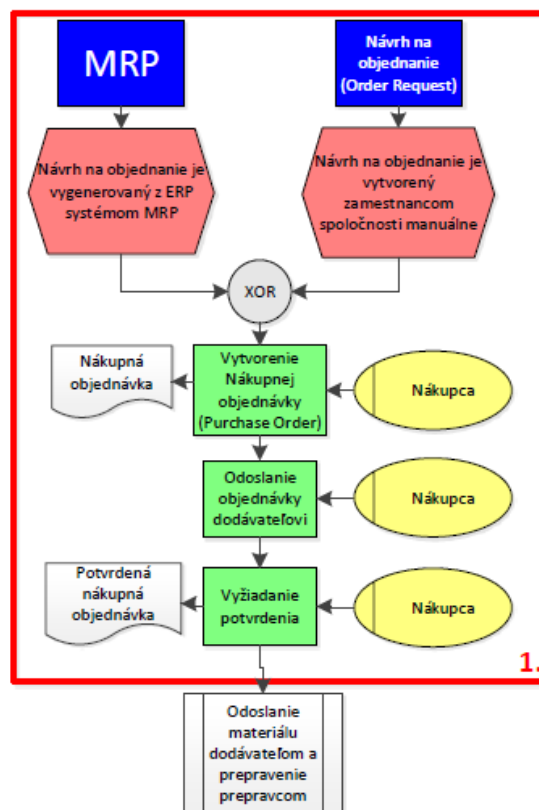 MRP
Návrh na
objednanie
(Order Request)
Návrh na objednanie je
vygenerovaný z ERP
systémom MRP
Návrh na objednanie je
vytvorený
zamestnancom
spoločnosti manuálne
XOR
Nákupná
objednávka
Vytvorenie
Nákupnej
objednávky
(Purchase Order)
Nákupca
Odoslanie
objednávky
dodávateľovi
Nákupca
Potvrdená
nákupná
objednávka
Vyžiadanie
potvrdenia
Nákupca
1.
Odoslanie
materiálu
dodávateľom a
prepravenie
prepravcom